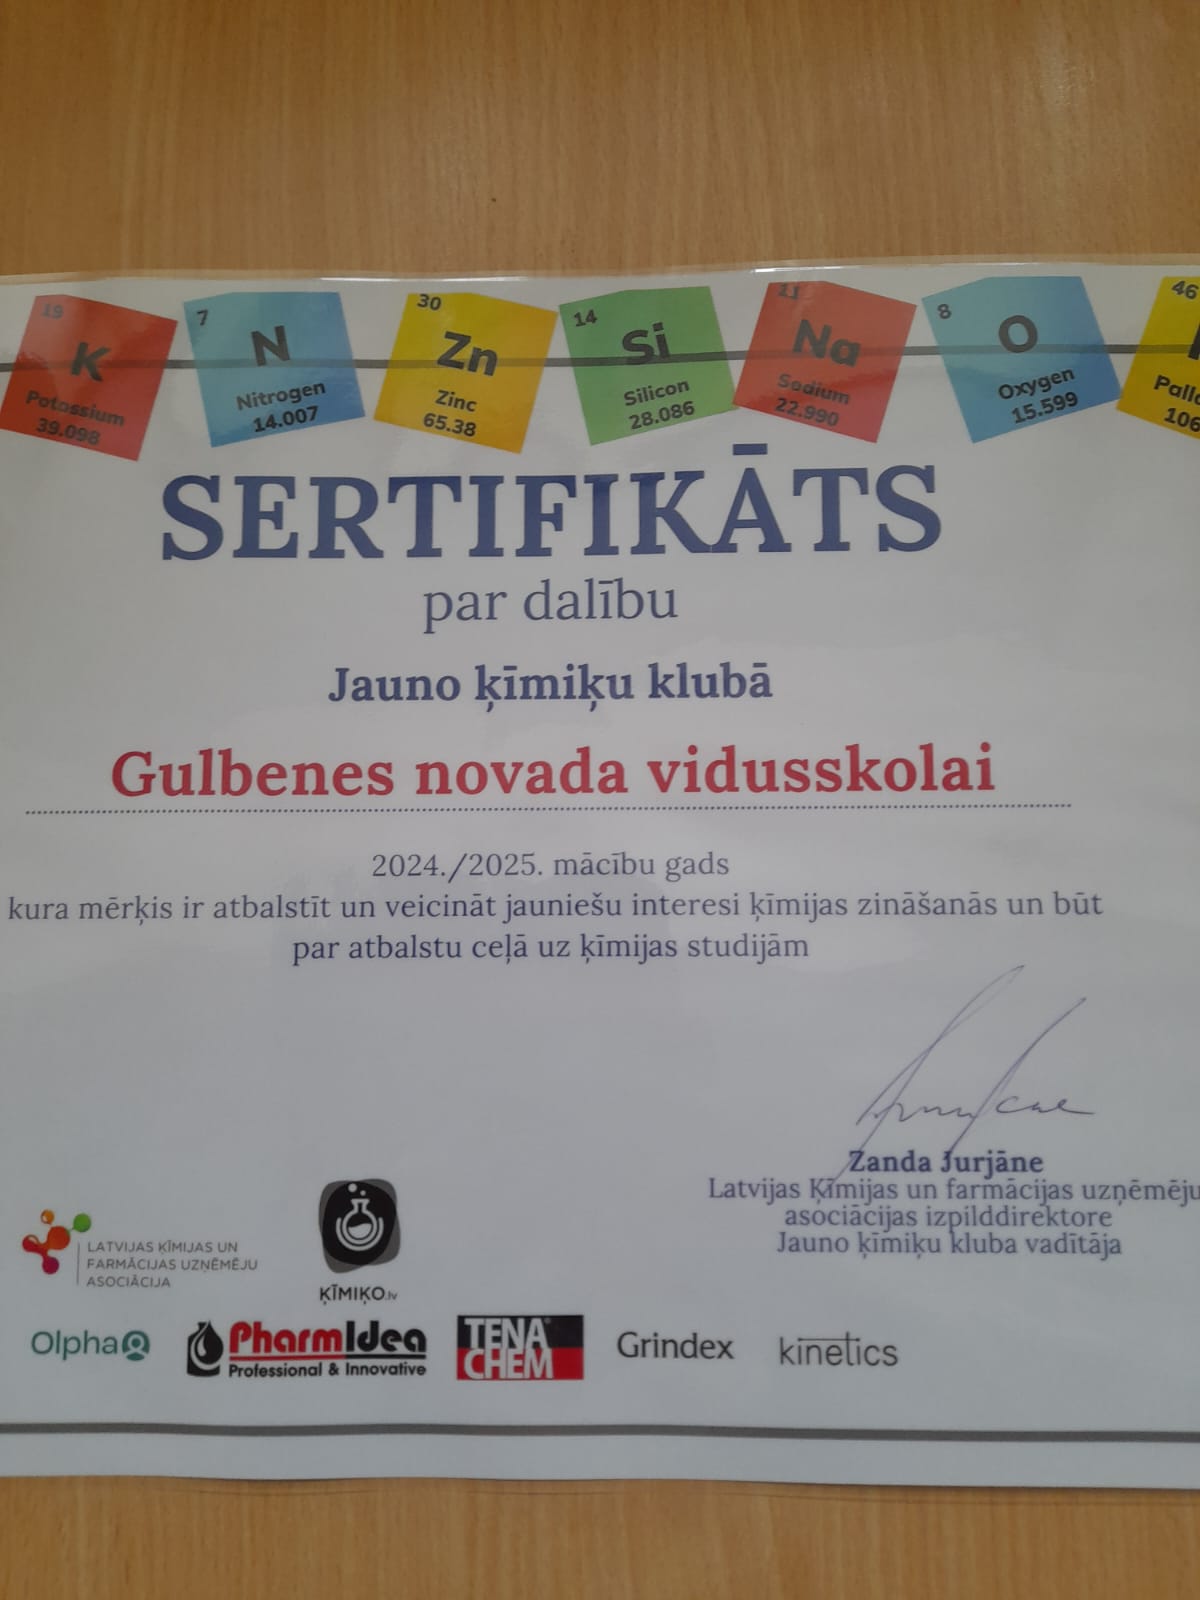 19 7 30 14 11 8 46
K N Zn Si Na O
Potassium Nitrogen Zinc Silicon Sodium Oxygen
39.098 14.007 65.38 28.086 22.990 15.599
SERTIFIKĀTS
par dalību
Jauno ķīmiķu klubā
Gulbenes novada vidusskolai
2024./2025. mācību gads
kura mērķis ir atbalstīt un veicināt jauniešu interesi ķīmijas zināšanās un būt
par atbalstu ceļā uz ķīmijas studijām
Zanda Jurjāne
Latvijas Ķīmijas un farmācijas uzņēmēju
asociācijas izpilddirektore
Jauno ķīmiķu kluba vadītāja
LATVIJAS ĶĪMIJAS UN
FARMĀCIJAS UZŅĒMĒJU
ASOCIĀCIJA
ĶĪMIĶO.lv
Olpha
PharmIdea
Professional & Innovative
TENA
CHEM
Grindex
kinetics